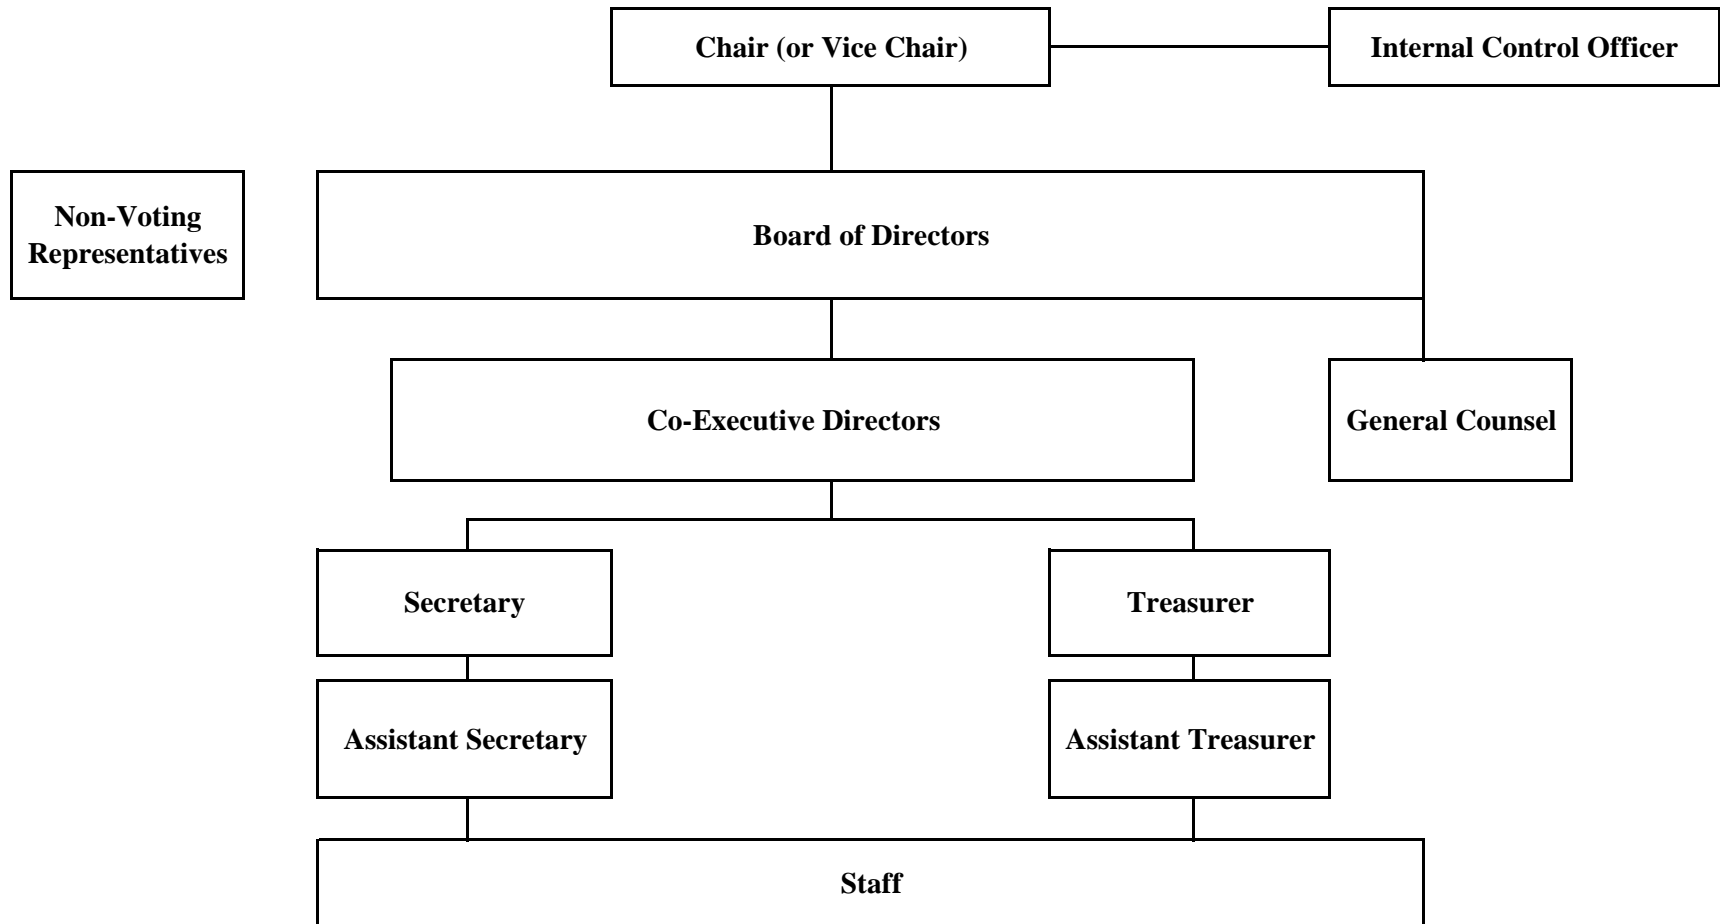 Chair (or Vice Chair)
Internal Control Officer
Non-Voting
Representatives
Board of Directors
Co-Executive Directors
General Counsel
Secretary
Treasurer
Assistant Secretary
Assistant Treasurer
Staff